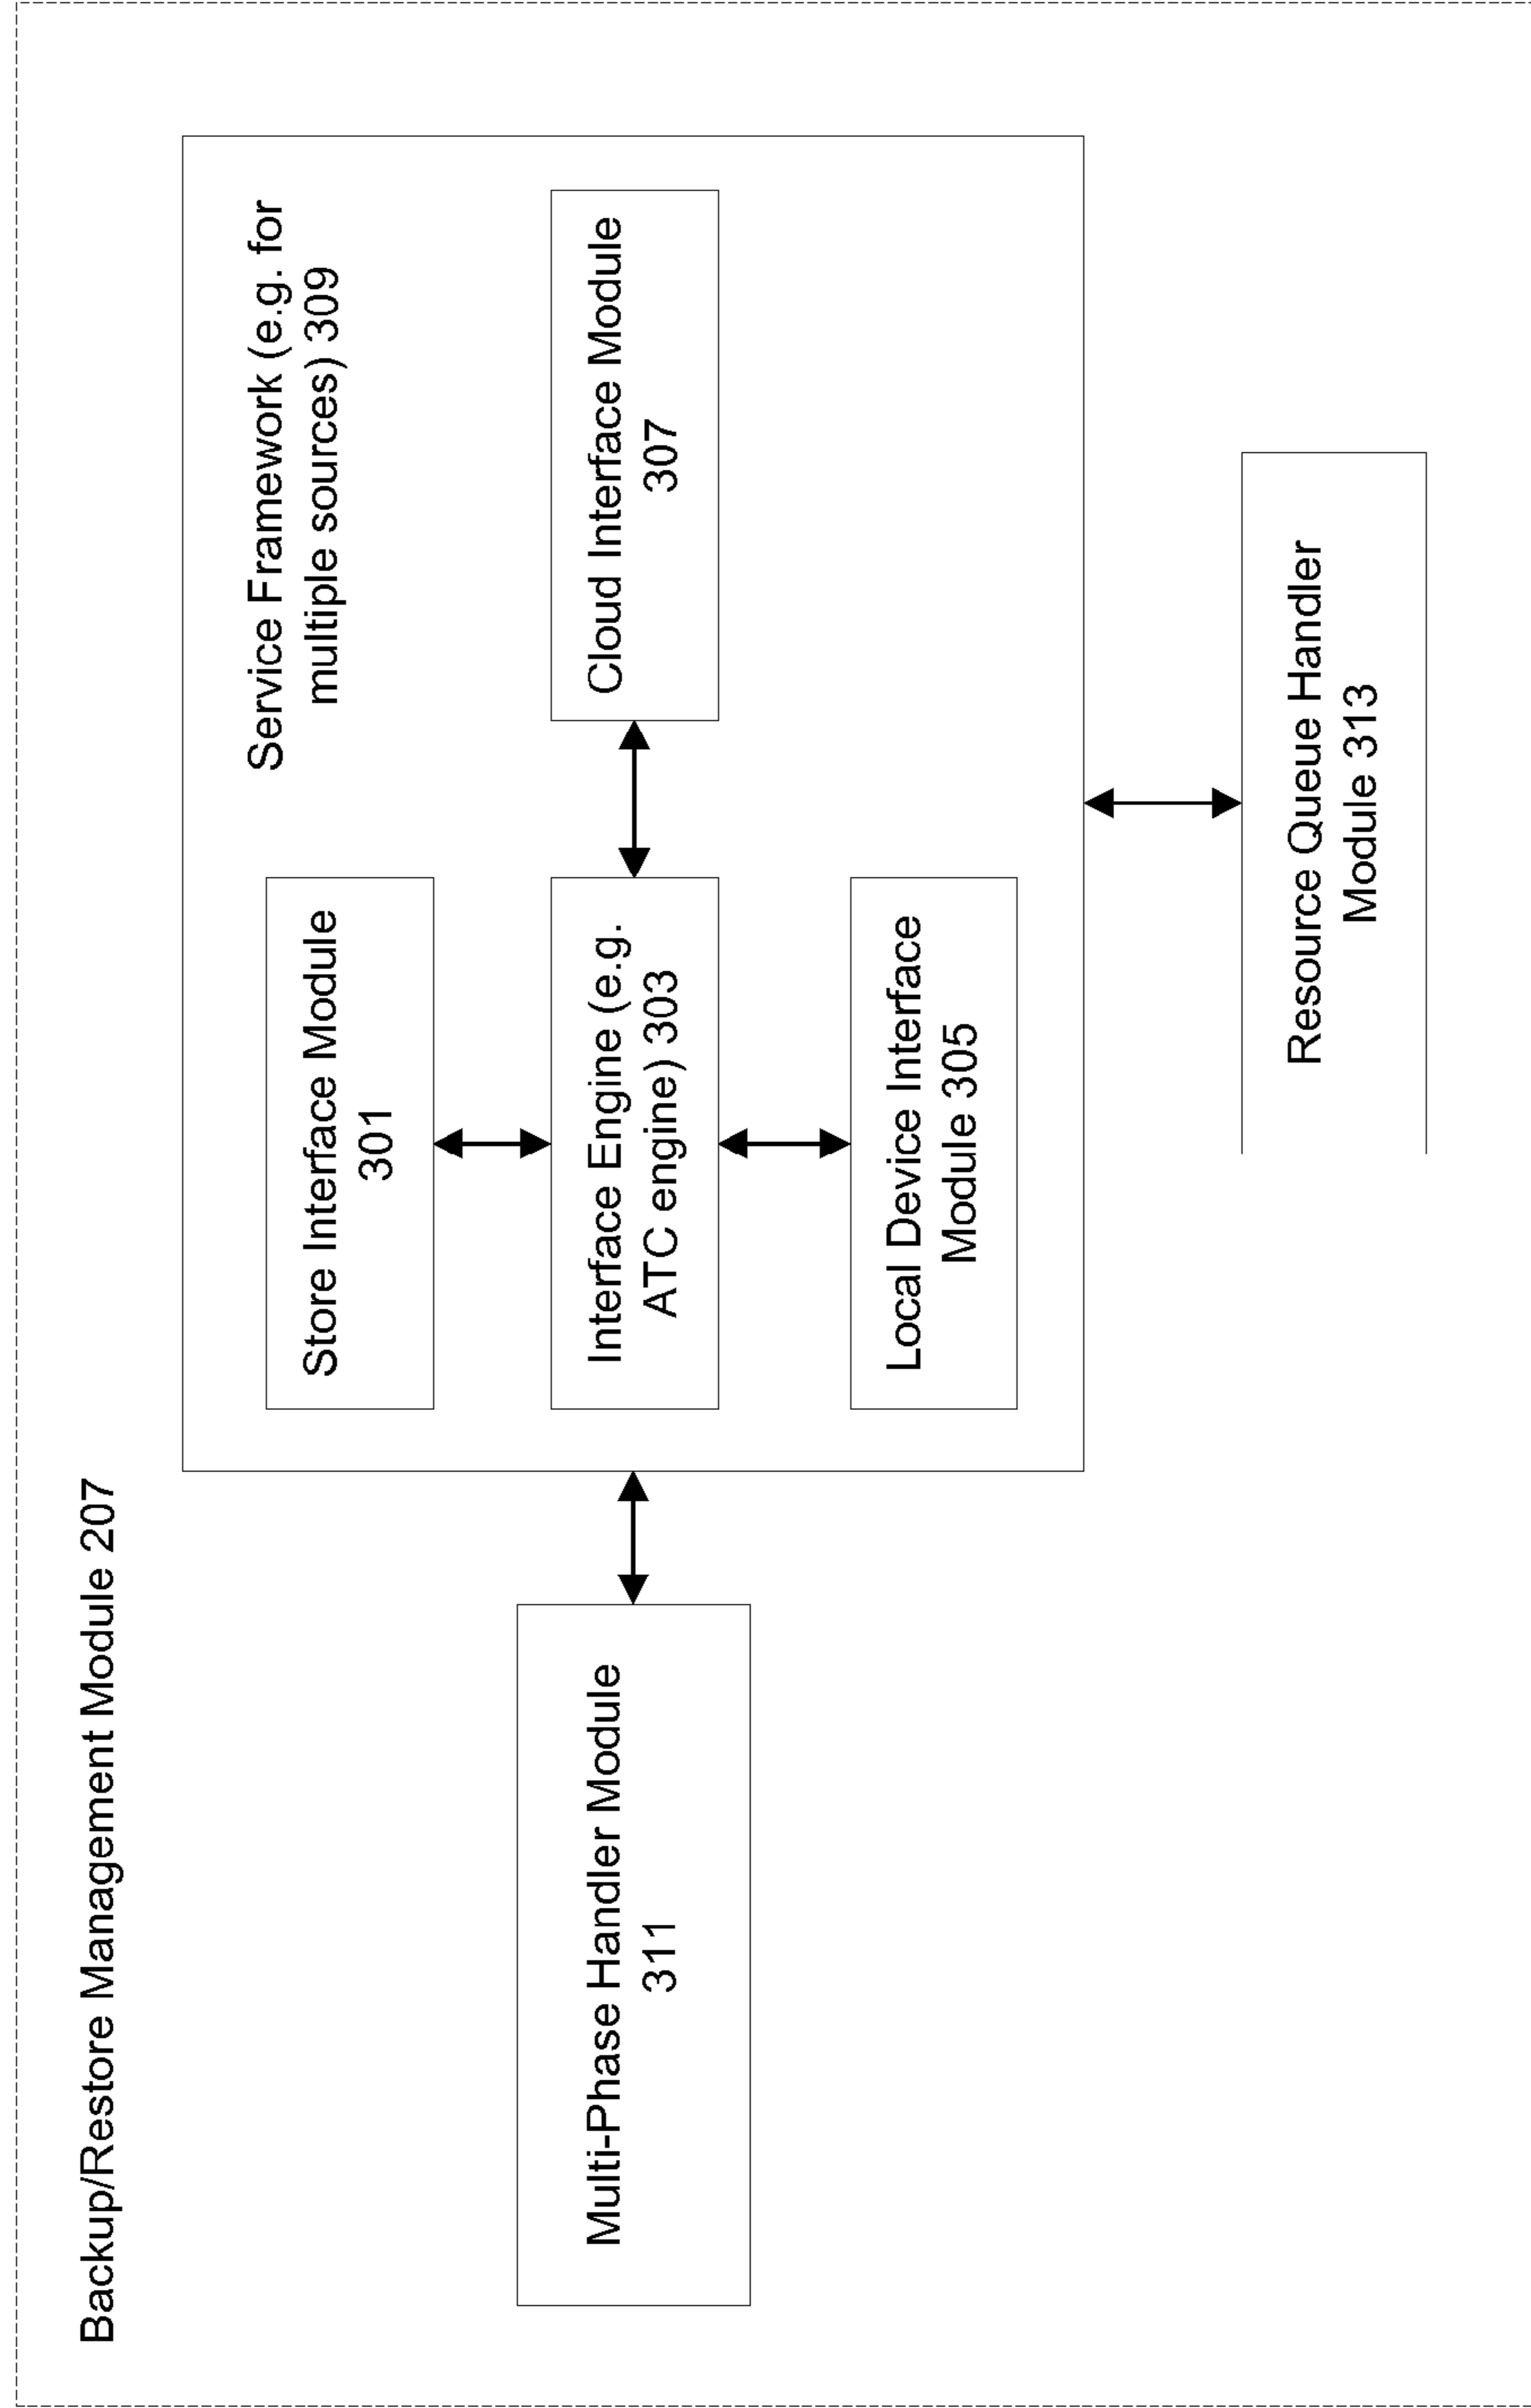 Backup/Restore Management Module 207
Service Framework (e.g. for
multiple sources) 309
Store Interface Module
301
Multi-Phase Handler Module
311
Interface Engine (e.g.
ATC engine) 303
Cloud Interface Module
307
Local Device Interface
Module 305
Resource Queue Handler
Module 313